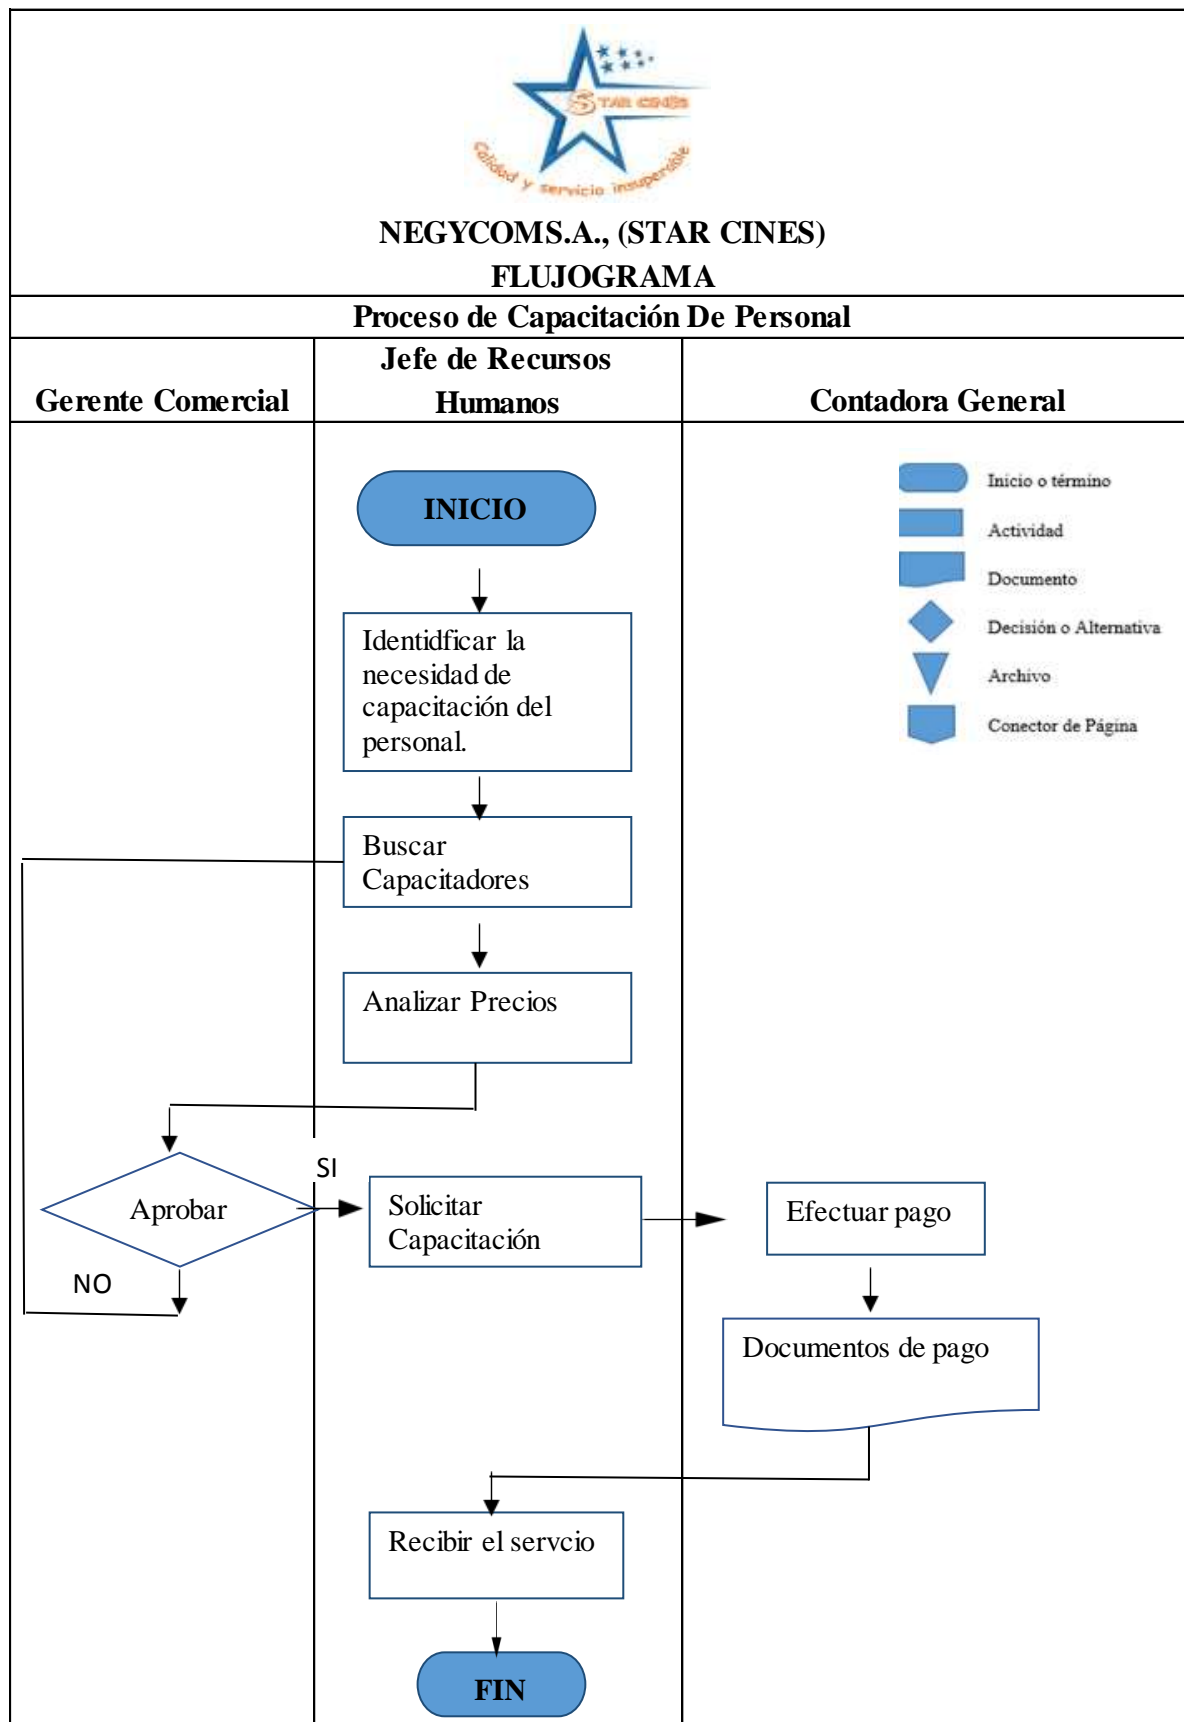 STAR CINES
Calidad y servicio insuperable
NEGYCOMS.A., (STAR CINES)
FLUJOGRAMA
Proceso de Capacitación De Personal
Gerente Comercial
Jefe de Recursos
Humanos
Contadora General
INICIO
Inicio o término
Actividad
Documento
Decisión o Alternativa
Archivo
Conector de Página
Identidficar la
necesidad de
capacitación del
personal.
Buscar
Capacitadores
Analizar Precios
Aprobar
SI
NO
Solicitar
Capacitación
Efectuar pago
Documentos de pago
Recibir el servcio
FIN